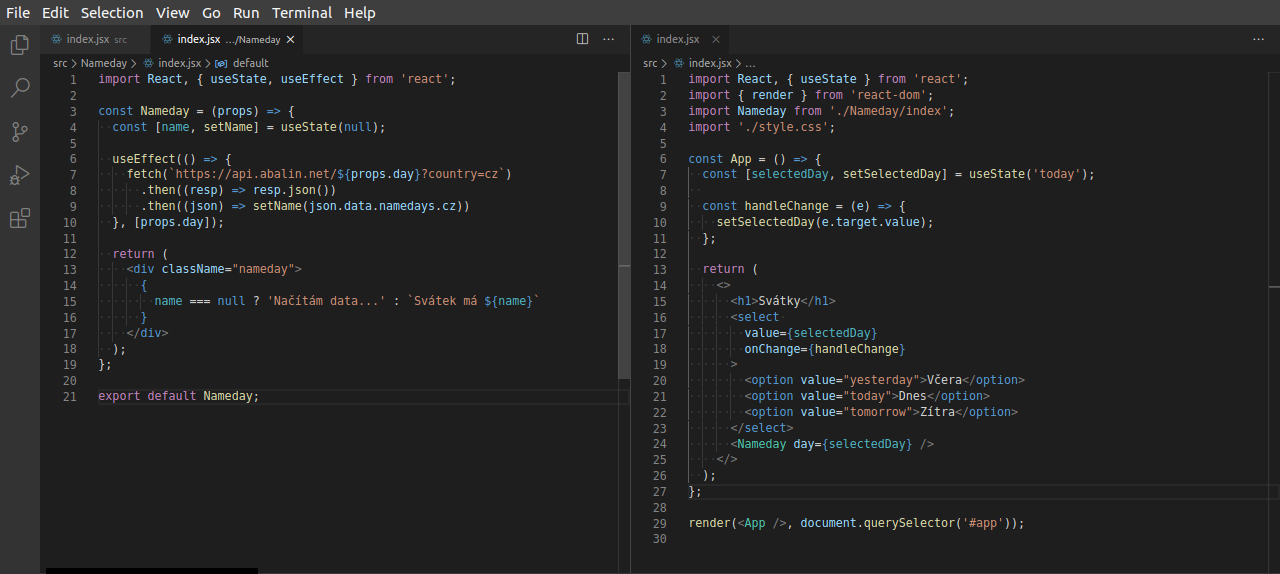 File Edit Selection View Go Run Terminal Help
index.jsx src index.jsx .../Nameday
src > Nameday > index.jsx > default
1 import React, { useState, useEffect } from 'react';
2
3 const Nameday = (props) => {
4 const [name, setName] = useState(null);
5
6 useEffect(() => {
7 fetch(`https://api.abalin.net/${props.day}?country=cz`)
8 .then((resp) => resp.json())
9 .then((json) => setName(json.data.namedays.cz))
10 }, [props.day]);
11
12 return (
13 <div className="nameday">
14 {
15 name === null ? 'Načítám data...' : `Svátek má ${name}`
16 }
17 </div>
18 );
19 };
20
21 export default Nameday;
index.jsx
src > index.jsx > ...
1 import React, { useState } from 'react';
2 import { render } from 'react-dom';
3 import Nameday from './Nameday/index';
4 import './style.css';
5
6 const App = () => {
7 const [selectedDay, setSelectedDay] = useState('today');
8
9 const handleChange = (e) => {
10 setSelectedDay(e.target.value);
11 };
12
13 return (
14 <>
15 <h1>Svátky</h1>
16 <select
17 value={selectedDay}
18 onChange={handleChange}
19 >
20 <option value="yesterday">Včera</option>
21 <option value="today">Dnes</option>
22 <option value="tomorrow">Zítra</option>
23 </select>
24 <Nameday day={selectedDay} />
25 </>
26 );
27 };
28
29 render(<App />, document.querySelector('#app'));
30